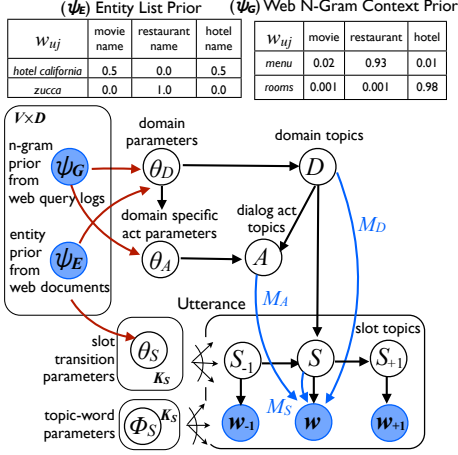 (ψE) Entity List Prior
w_uj movie name restaurant name hotel name
hotel california 0.5 0.0 0.5
zucca 0.0 1.0 0.0
(ψG) Web N-Gram Context Prior
w_uj movie restaurant hotel
menu 0.02 0.93 0.01
rooms 0.001 0.001 0.98
V×D
n-gram
prior
from
web query logs
ψG
entity
prior
from
web documents
ψE
domain
parameters
θD
domain specific
act parameters
θA
domain topics
D
dialog act
topics
A
MD
MA
Utterance
slot
transition
parameters
θS
KS
S-1
S
slot topics
S+1
MS
topic-word
parameters
ΦS
KS
w-1
w
w+1